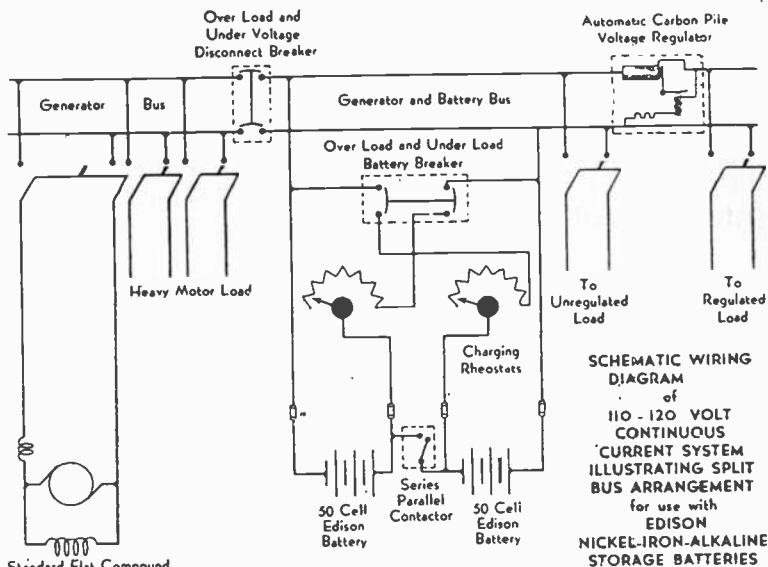 Over Load and
Under Voltage
Disconnect Breaker
Automatic Carbon Pile
Voltage Regulator
Generator
Bus
Generator and Battery Bus
Over Load and Under Load
Battery Breaker
Heavy Motor Load
To
Unregulated
Load
To
Regulated
Load
Charging
Rheostats
Series
Parallel
Contactor
50 Cell
Edison
Battery
50 Cell
Edison
Battery
Standard Flat Compound
SCHEMATIC WIRING
DIAGRAM
of
110 - 120 VOLT
CONTINUOUS
CURRENT SYSTEM
ILLUSTRATING SPLIT
BUS ARRANGEMENT
for use with
EDISON
NICKEL-IRON-ALKALINE
STORAGE BATTERIES